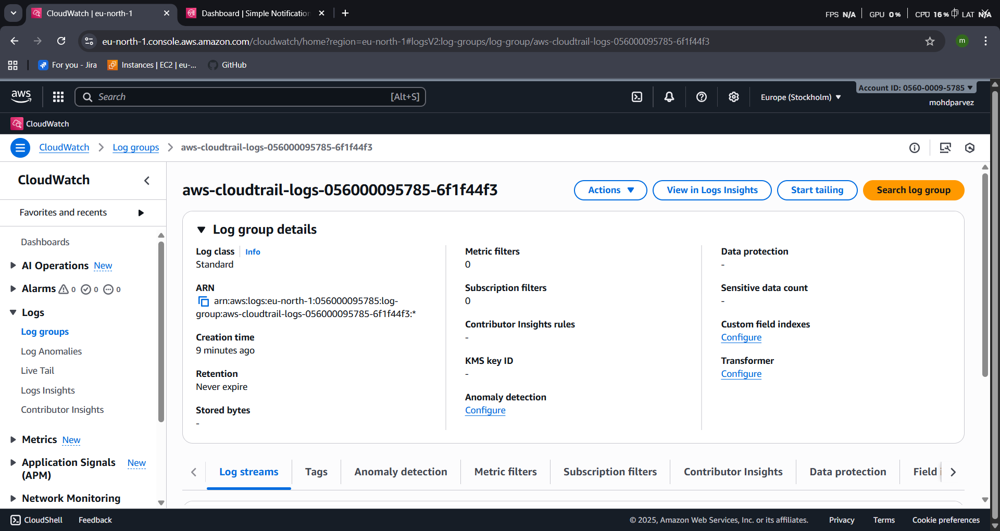 CloudWatch | eu-north-1
Dashboard | Simple Notification
FPS N/A GPU 0% CPU 16% LAT N/A
eu-north-1.console.aws.amazon.com/cloudwatch/home?region=eu-north-1#logsV2:log-groups/log-group/aws-cloudtrail-logs-056000095785-6f1f44f3
m
For you - Jira
Instances | EC2 | eu-...
GitHub
aws
Search
[Alt+S]
Europe (Stockholm)
Account ID: 0560-0009-5785
mohdparvez
CloudWatch
CloudWatch
Log groups
aws-cloudtrail-logs-056000095785-6f1f44f3
CloudWatch
Favorites and recents
Dashboards
AI Operations New
Alarms 0 0 0
Logs
Log groups
Log Anomalies
Live Tail
Logs Insights
Contributor Insights
Metrics New
Application Signals New
(APM)
Network Monitoring
aws-cloudtrail-logs-056000095785-6f1f44f3
Actions
View in Logs Insights
Start tailing
Search log group
Log group details
Log class Info
Standard
ARN
arn:aws:logs:eu-north-1:056000095785:log-
group:aws-cloudtrail-logs-056000095785-6f1f44f3:*
Creation time
9 minutes ago
Retention
Never expire
Stored bytes
-
Metric filters
0
Subscription filters
0
Contributor Insights rules
-
KMS key ID
-
Anomaly detection
Configure
Data protection
-
Sensitive data count
-
Custom field indexes
Configure
Transformer
Configure
Log streams
Tags
Anomaly detection
Metric filters
Subscription filters
Contributor Insights
Data protection
Field
CloudShell
Feedback
© 2025, Amazon Web Services, Inc. or its affiliates.
Privacy
Terms
Cookie preferences